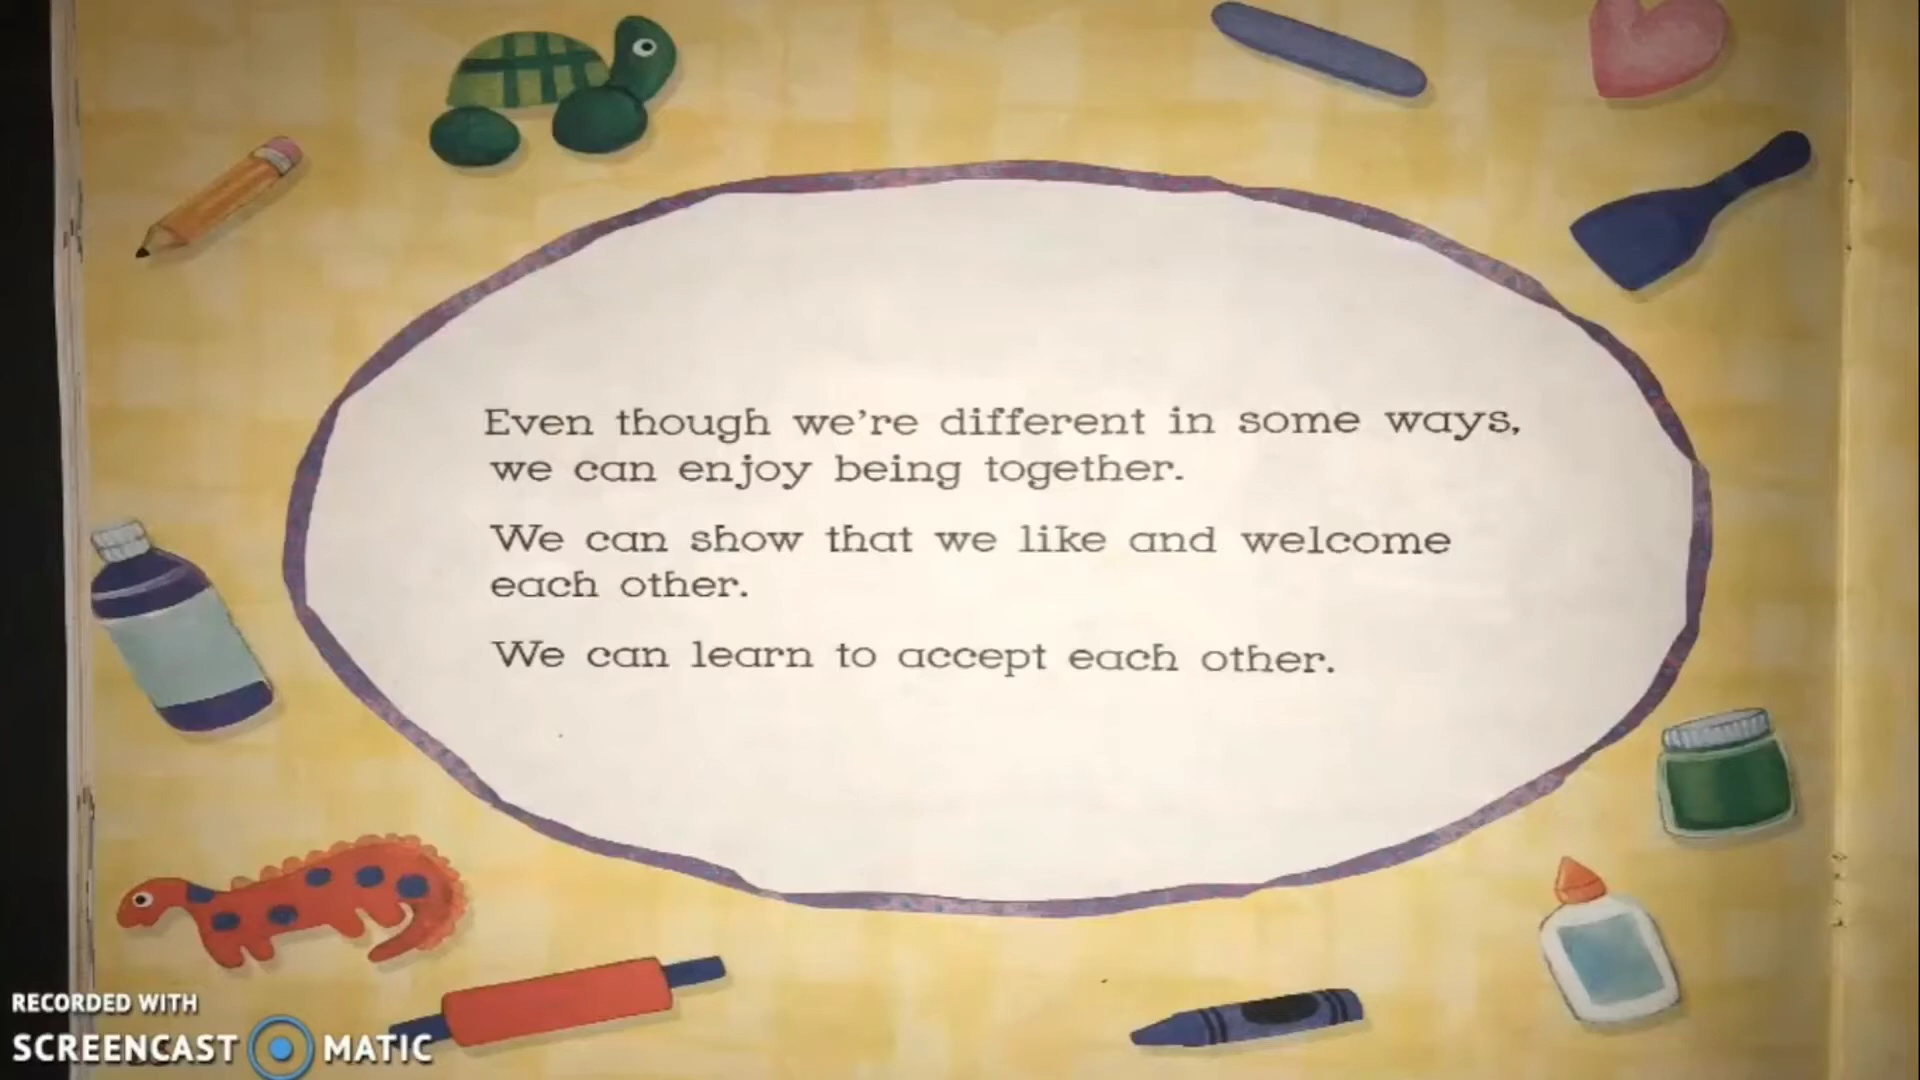 Even though we're different in some ways,
we can enjoy being together.
We can show that we like and welcome
each other.
We can learn to accept each other.
RECORDED WITH
SCREENCAST MATIC